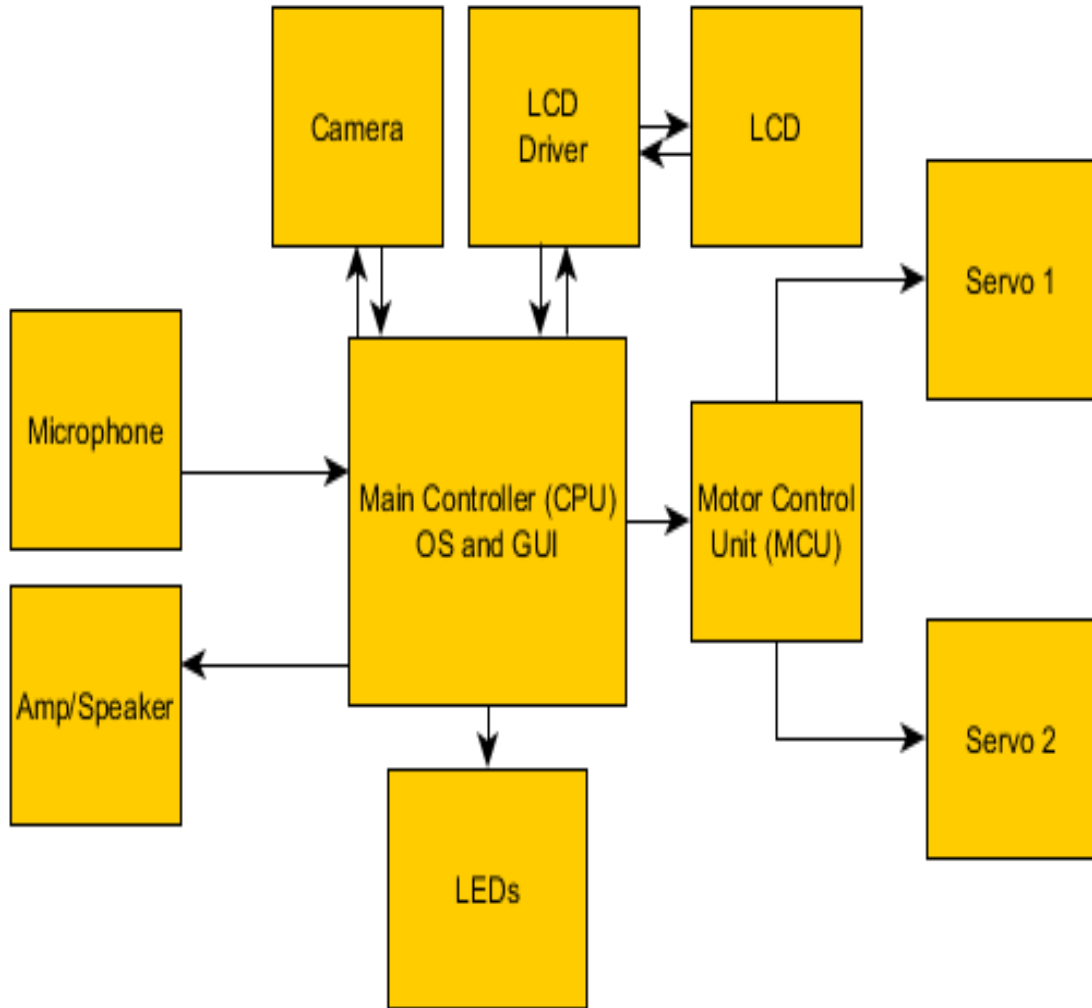 Camera
LCD
Driver
LCD
Servo 1
Microphone
Main Controller (CPU)
OS and GUI
Motor Control
Unit (MCU)
Amp/Speaker
Servo 2
LEDs